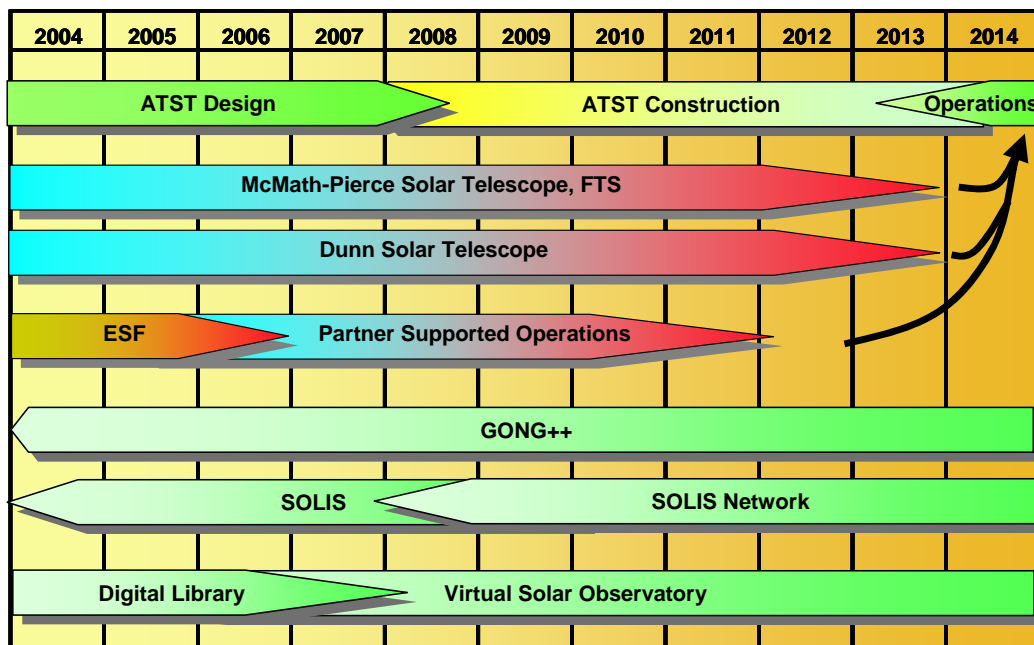 2004 2005 2006 2007 2008 2009 2010 2011 2012 2013 2014
ATST Design ATST Construction Operations
McMath-Pierce Solar Telescope, FTS
Dunn Solar Telescope
ESF Partner Supported Operations
GONG++
SOLIS SOLIS Network
Digital Library Virtual Solar Observatory